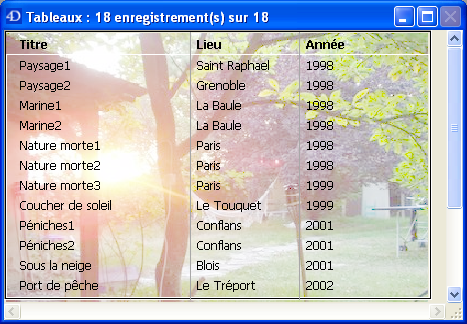 4D Tableaux : 18 enregistrement(s) sur 18
Titre Lieu Année
Paysage1 Saint Raphael 1998
Paysage2 Grenoble 1998
Marine1 La Baule 1998
Marine2 La Baule 1998
Nature morte1 Paris 1998
Nature morte2 Paris 1998
Nature morte3 Paris 1999
Coucher de soleil Le Touquet 1999
Péniches1 Conflans 2001
Péniches2 Conflans 2001
Sous la neige Blois 2001
Port de pêche Le Tréport 2002